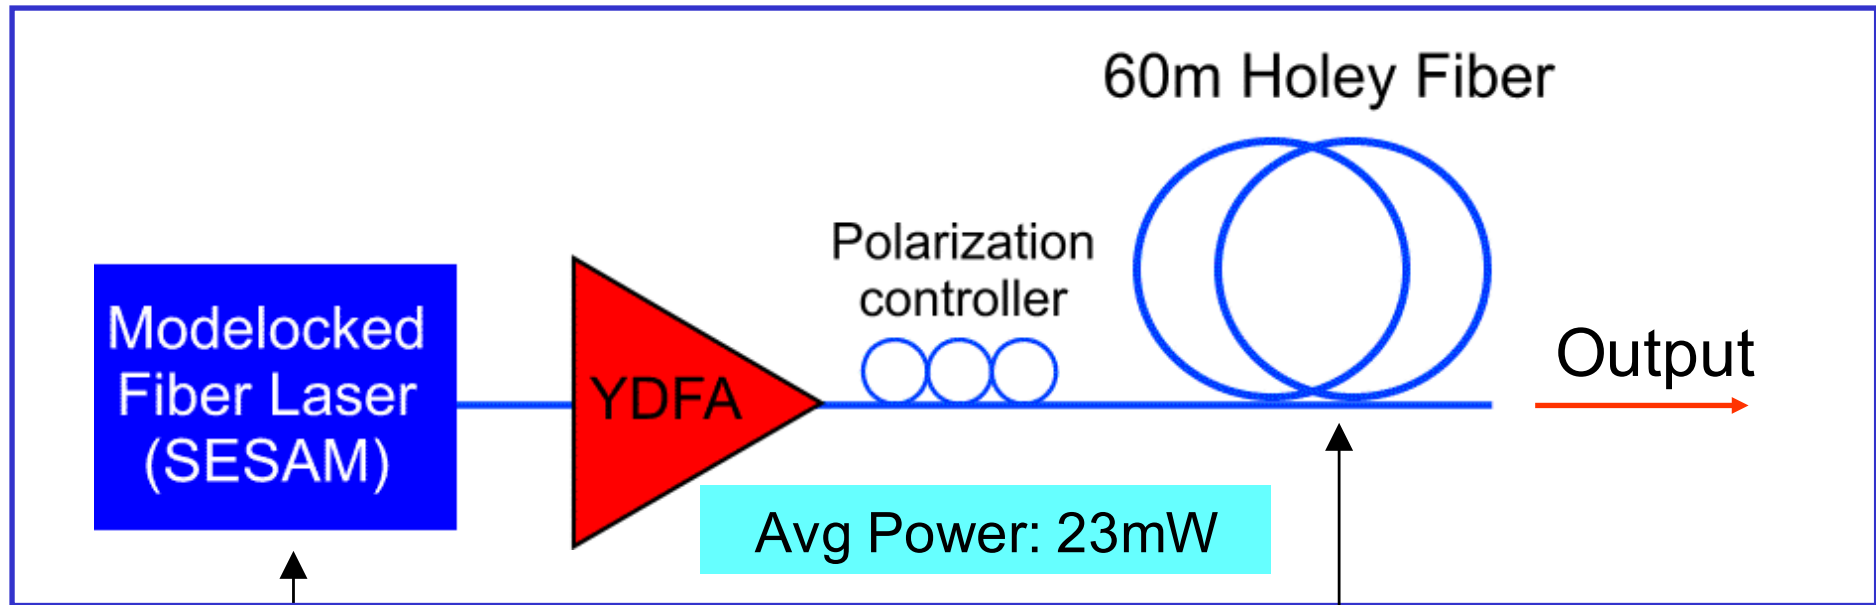 60m Holey Fiber
Polarization
controller
Modelocked
Fiber Laser
(SESAM)
YDFA
Output
Avg Power: 23mW